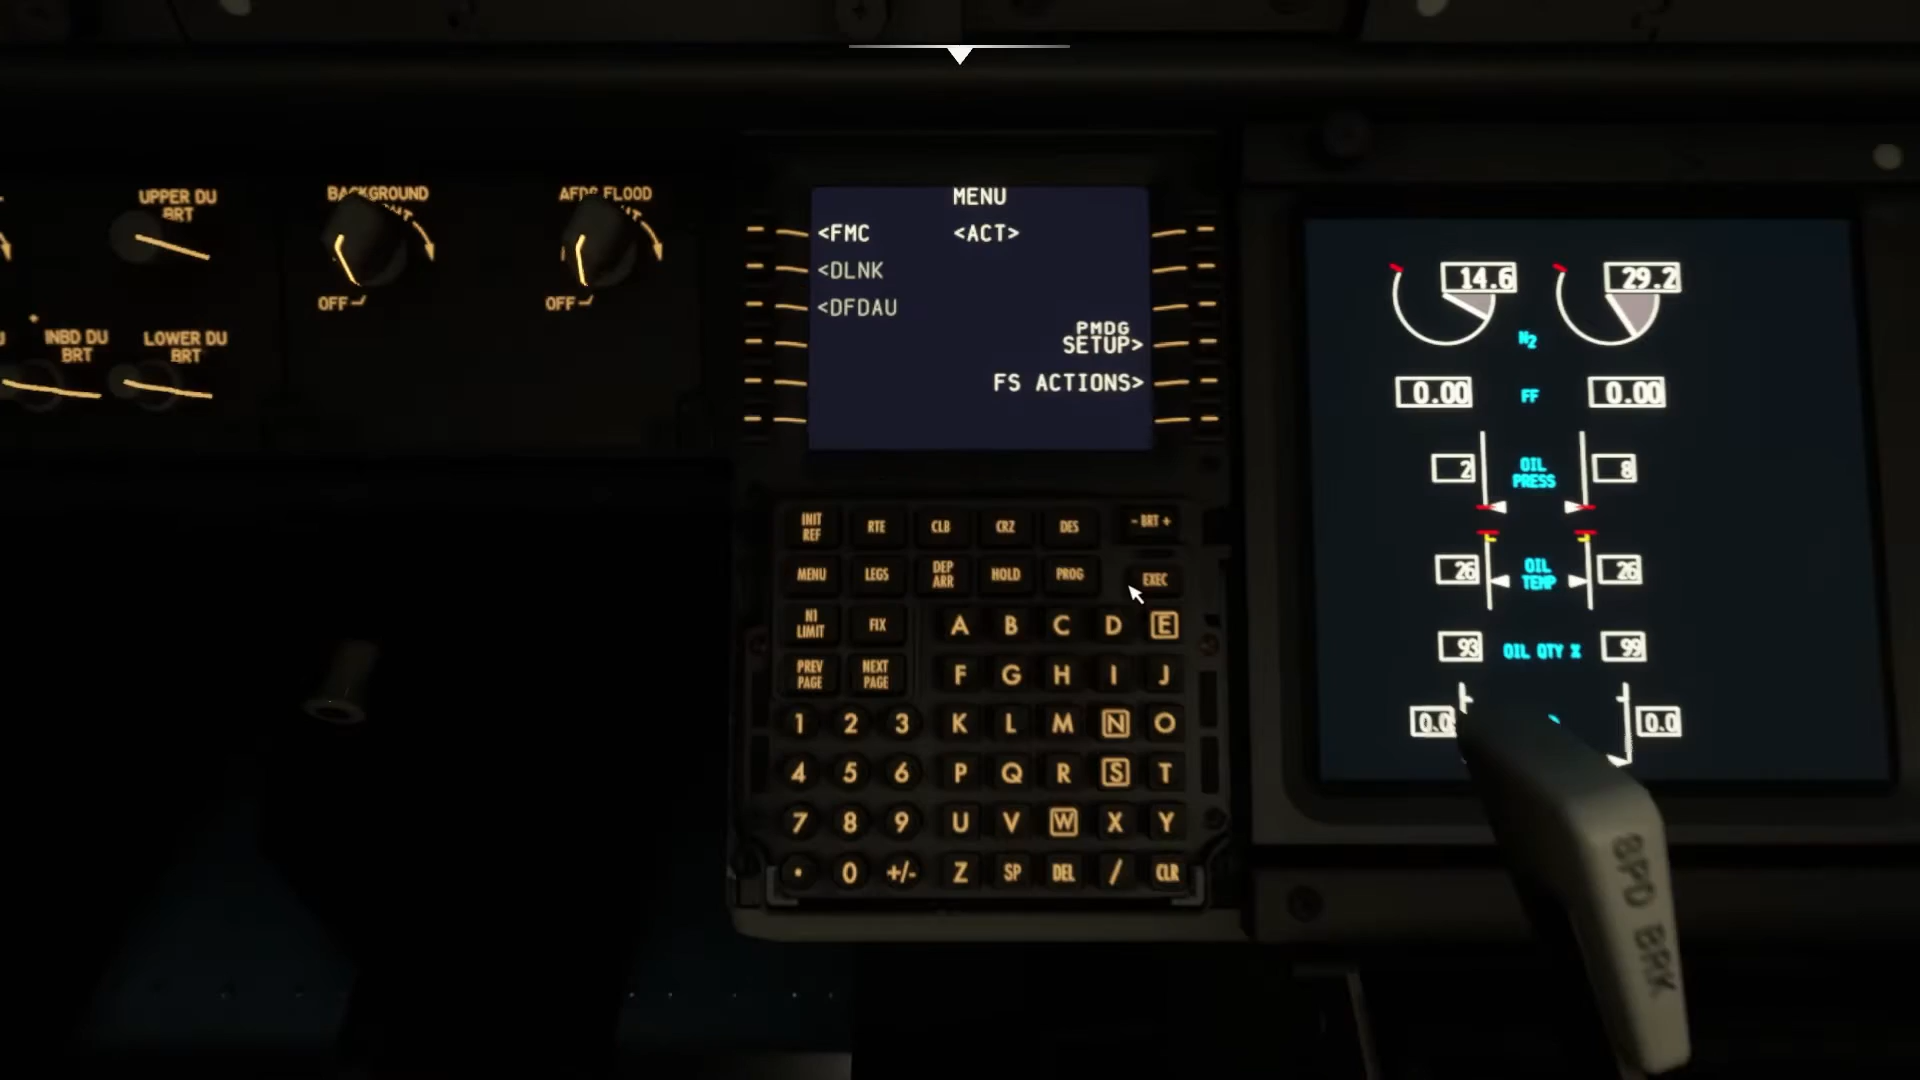 UPPER DU
BRT
BACKGROUND
OFF
AFDS FLOOD
OFF
INBD DU
BRT
LOWER DU
BRT
MENU
<FMC <ACT>
<DLNK
<DFDAU
PMDG
SETUP>
FS ACTIONS>
INIT
REF
RTE
CLB
CRZ
DES
- BRT +
MENU
LEGS
DEP
ARR
HOLD
PROG
EXEC
N1
LIMIT
FIX
A B C D E
PREV
PAGE
NEXT
PAGE
F G H I J
1 2 3 K L M N O
4 5 6 P Q R S T
7 8 9 U V W X Y
. 0 +/- Z SP DEL / CLR
14.6 29.2
N2
0.00 FF 0.00
2 OIL
PRESS 8
26 OIL
TEMP 26
93 OIL QTY % 99
0.0 0.0
SPD BRK